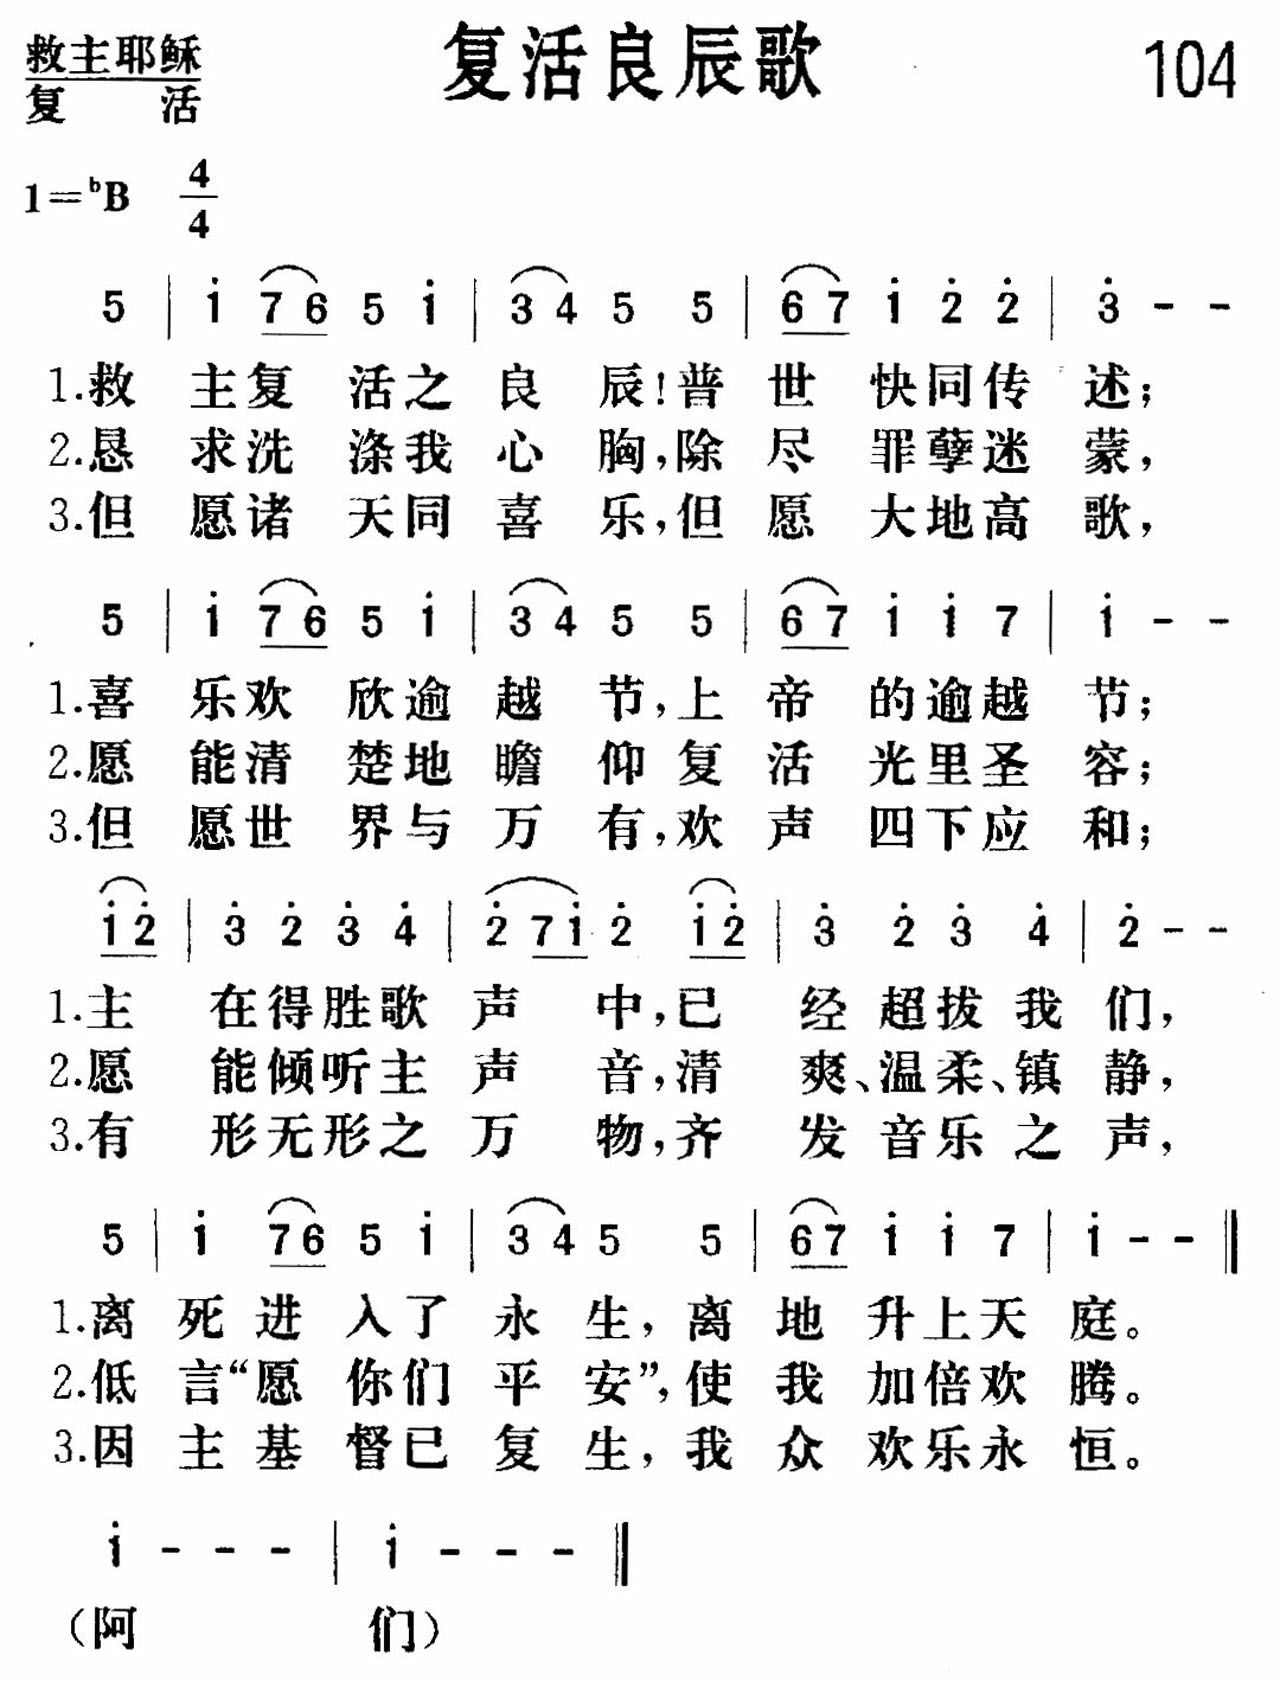 救主耶稣
复 活
复活良辰歌
104
1=ᵇB 4/4
5 | i 7 6 5 i | 3 4 5 5 | 6 7 i 2̇ 2̇ | 3̇ - -
1.救 主复 活之良 辰!普 世 快同传 述;
2.恳 求洗 涤我心 胸,除 尽 罪孽迷 蒙,
3.但 愿诸 天同喜 乐,但 愿 大地高 歌,
5 | i 7 6 5 i | 3 4 5 5 | 6 7 i i 7 | i - -
1.喜 乐欢 欣逾越 节,上 帝 的逾越 节;
2.愿 能清 楚地瞻 仰 复 活 光里圣 容;
3.但 愿世 界与万 有,欢 声 四下应 和;
i 2̇ | 3̇ 2̇ 3̇ 4̇ | 2̇ 7 i 2̇ i 2̇ | 3̇ 2̇ 3̇ 4̇ | 2̇ - -
1.主 在得胜歌 声 中,已 经 超拔我 们,
2.愿 能倾听主 声 音,清 爽、温柔、镇 静,
3.有 形无形之 万 物,齐 发 音乐之 声,
5 | i 7 6 5 i | 3 4 5 5 | 6 7 i i 7 | i - - ‖
1.离 死进 入了永 生,离 地 升上天 庭。
2.低 言“愿 你们平 安”,使 我 加倍欢 腾。
3.因 主基 督已复 生,我 众 欢乐永 恒。
i - - - | i - - - ‖
(阿 们)